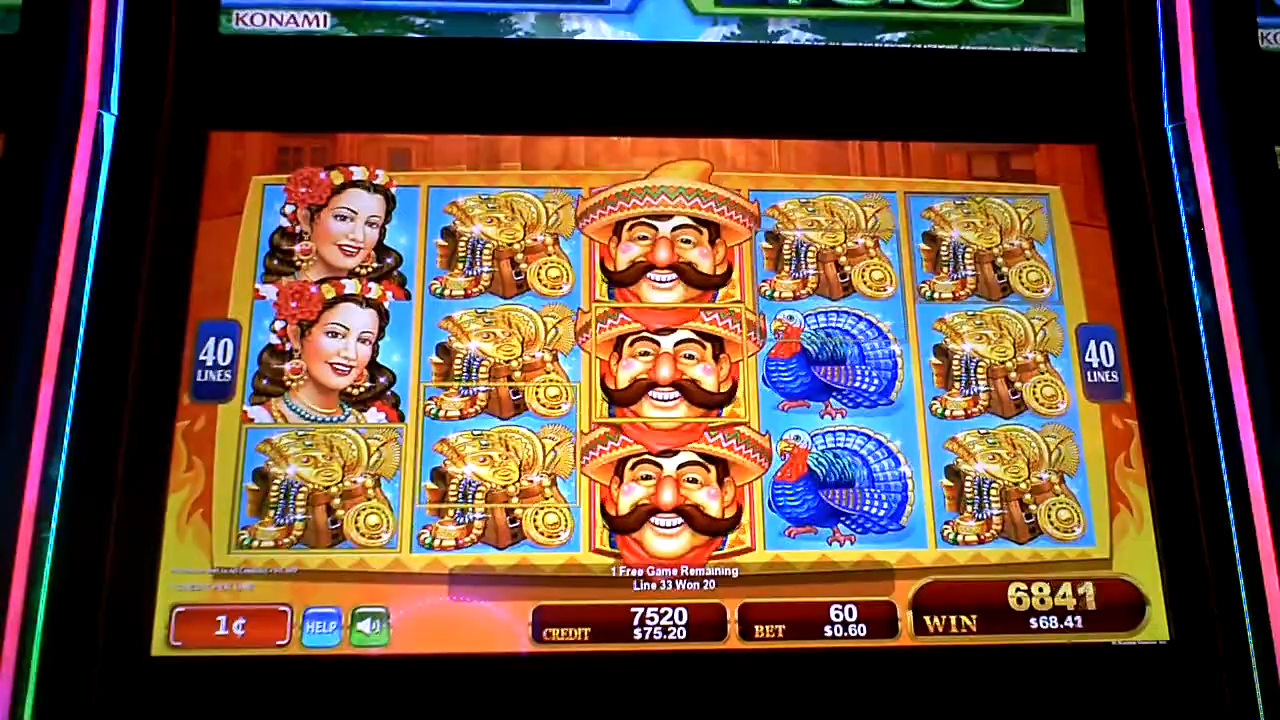 KONAMI
40
LINES
40
LINES
1 Free Game Remaining
Line 33 Won 20
1¢
HELP
CREDIT
7520
$75.20
BET
60
$0.60
WIN
6841
$68.41